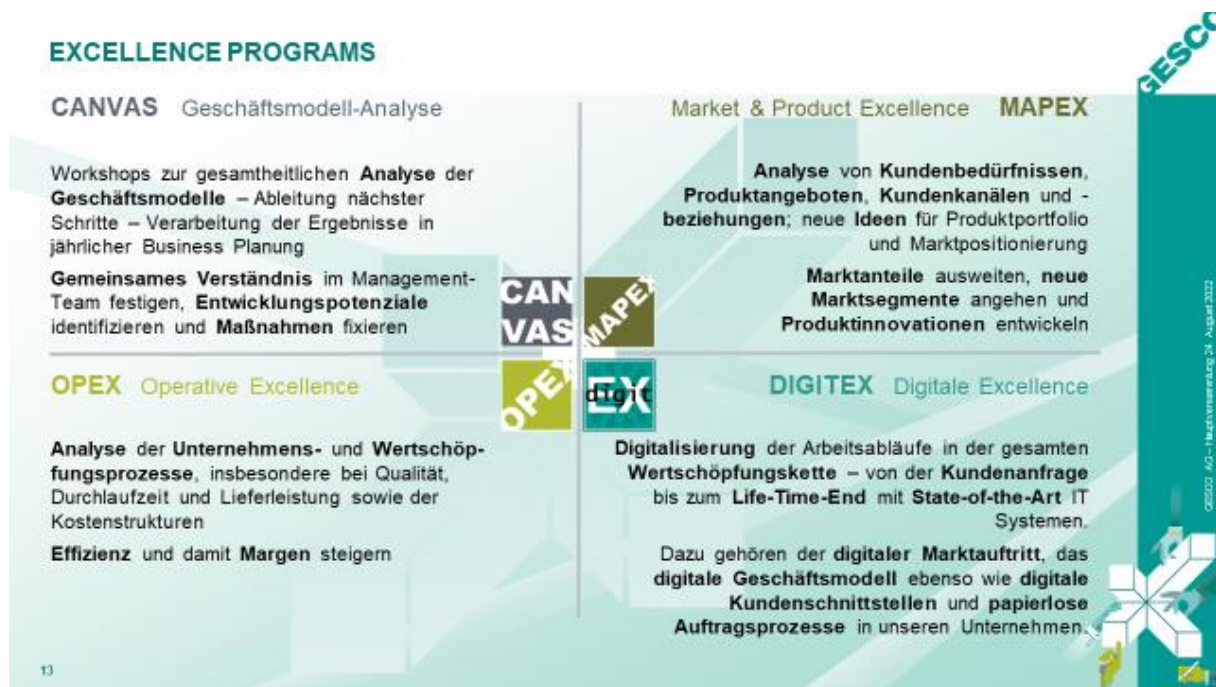 EXCELLENCE PROGRAMS
GESCO
CANVAS Geschäftsmodell-Analyse
Workshops zur gesamtheitlichen Analyse der
Geschäftsmodelle – Ableitung nächster
Schritte – Verarbeitung der Ergebnisse in
jährlicher Business Planung
Gemeinsames Verständnis im Management-
Team festigen, Entwicklungspotenziale
identifizieren und Maßnahmen fixieren
Market & Product Excellence MAPEX
Analyse von Kundenbedürfnissen,
Produktangeboten, Kundenkanälen und -
beziehungen; neue Ideen für Produktportfolio
und Marktpositionierung
Marktanteile ausweiten, neue
Marktsegmente angehen und
Produktinnovationen entwickeln
CAN
VAS
MAPEX
OPEX
digit
EX
OPEX Operative Excellence
Analyse der Unternehmens- und Wertschöp-
fungsprozesse, insbesondere bei Qualität,
Durchlaufzeit und Lieferleistung sowie der
Kostenstrukturen
Effizienz und damit Margen steigern
DIGITEX Digitale Excellence
Digitalisierung der Arbeitsabläufe in der gesamten
Wertschöpfungskette – von der Kundenanfrage
bis zum Life-Time-End mit State-of-the-Art IT
Systemen.
Dazu gehören der digitaler Marktauftritt, das
digitale Geschäftsmodell ebenso wie digitale
Kundenschnittstellen und papierlose
Auftragsprozesse in unseren Unternehmen.
GESCO AG – Hauptversammlung 24. August 2022
13